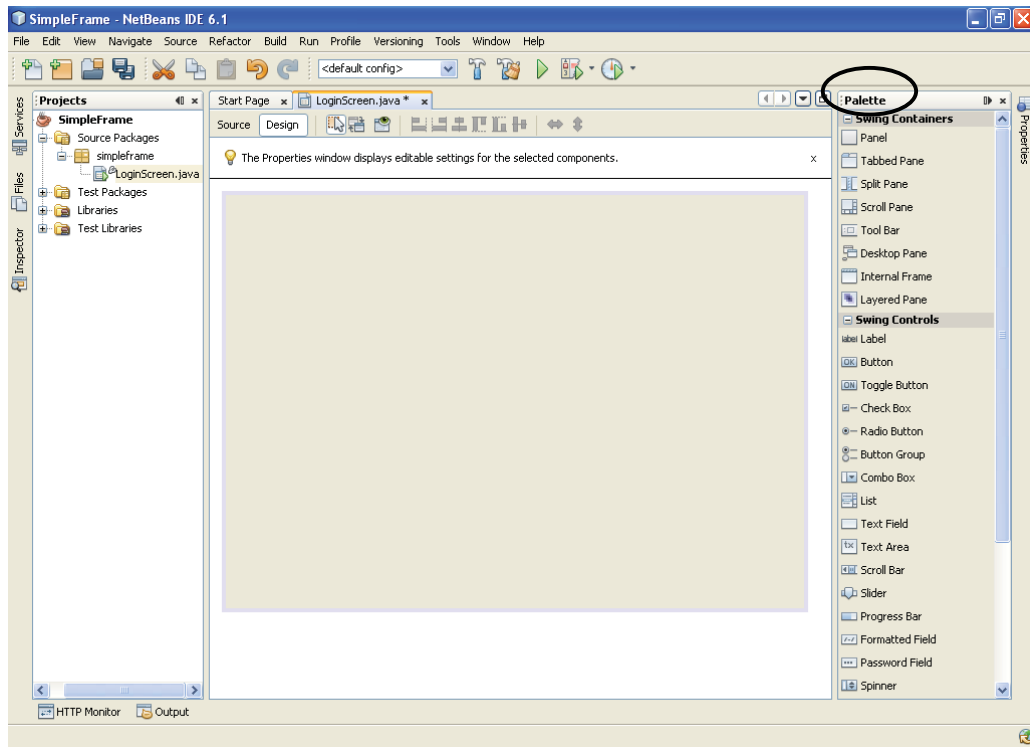 SimpleFrame - NetBeans IDE 6.1
File Edit View Navigate Source Refactor Build Run Profile Versioning Tools Window Help
<default config>
Services
Files
Inspector
Projects
SimpleFrame
Source Packages
simpleframe
LoginScreen.java
Test Packages
Libraries
Test Libraries
Start Page x LoginScreen.java * x
Source Design
The Properties window displays editable settings for the selected components. x
Palette
Swing Containers
Panel
Tabbed Pane
Split Pane
Scroll Pane
Tool Bar
Desktop Pane
Internal Frame
Layered Pane
Swing Controls
label Label
OK Button
ON Toggle Button
Check Box
Radio Button
Button Group
Combo Box
List
Text Field
tx Text Area
Scroll Bar
Slider
Progress Bar
Formatted Field
Password Field
Spinner
Properties
HTTP Monitor Output